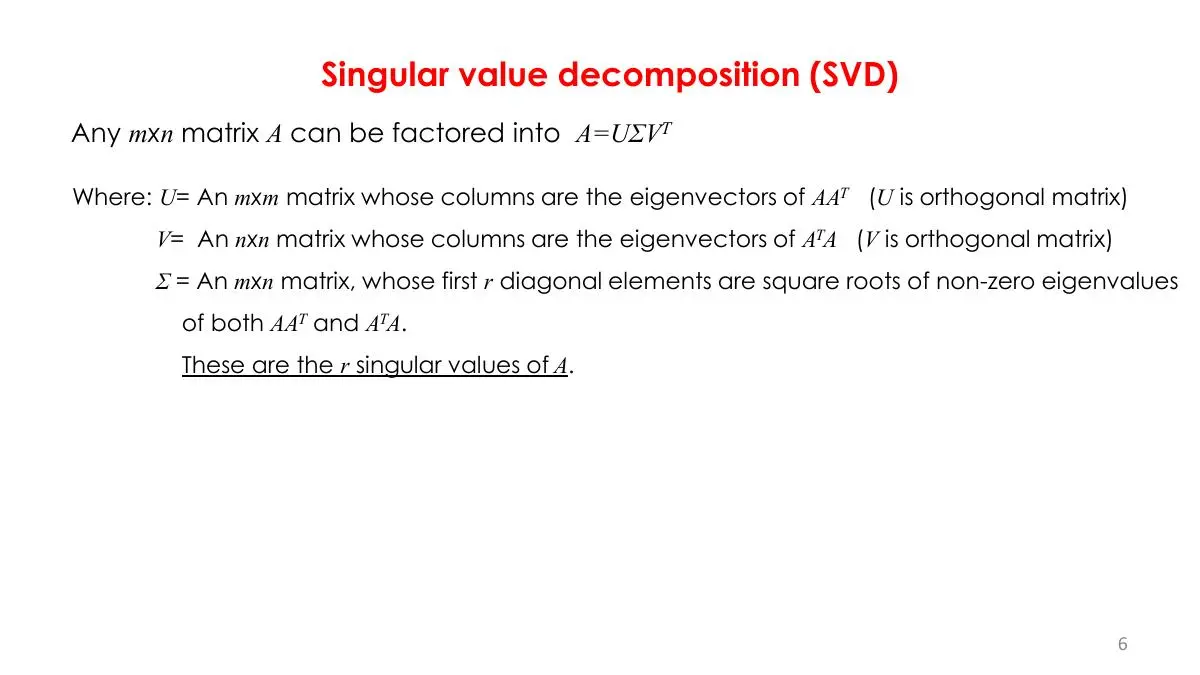 Singular value decomposition (SVD)
Any mxn matrix A can be factored into A=UΣVᵀ
Where: U= An mxm matrix whose columns are the eigenvectors of AAᵀ (U is orthogonal matrix)
V= An nxn matrix whose columns are the eigenvectors of AᵀA (V is orthogonal matrix)
Σ = An mxn matrix, whose first r diagonal elements are square roots of non-zero eigenvalues
of both AAᵀ and AᵀA.
These are the r singular values of A.
6